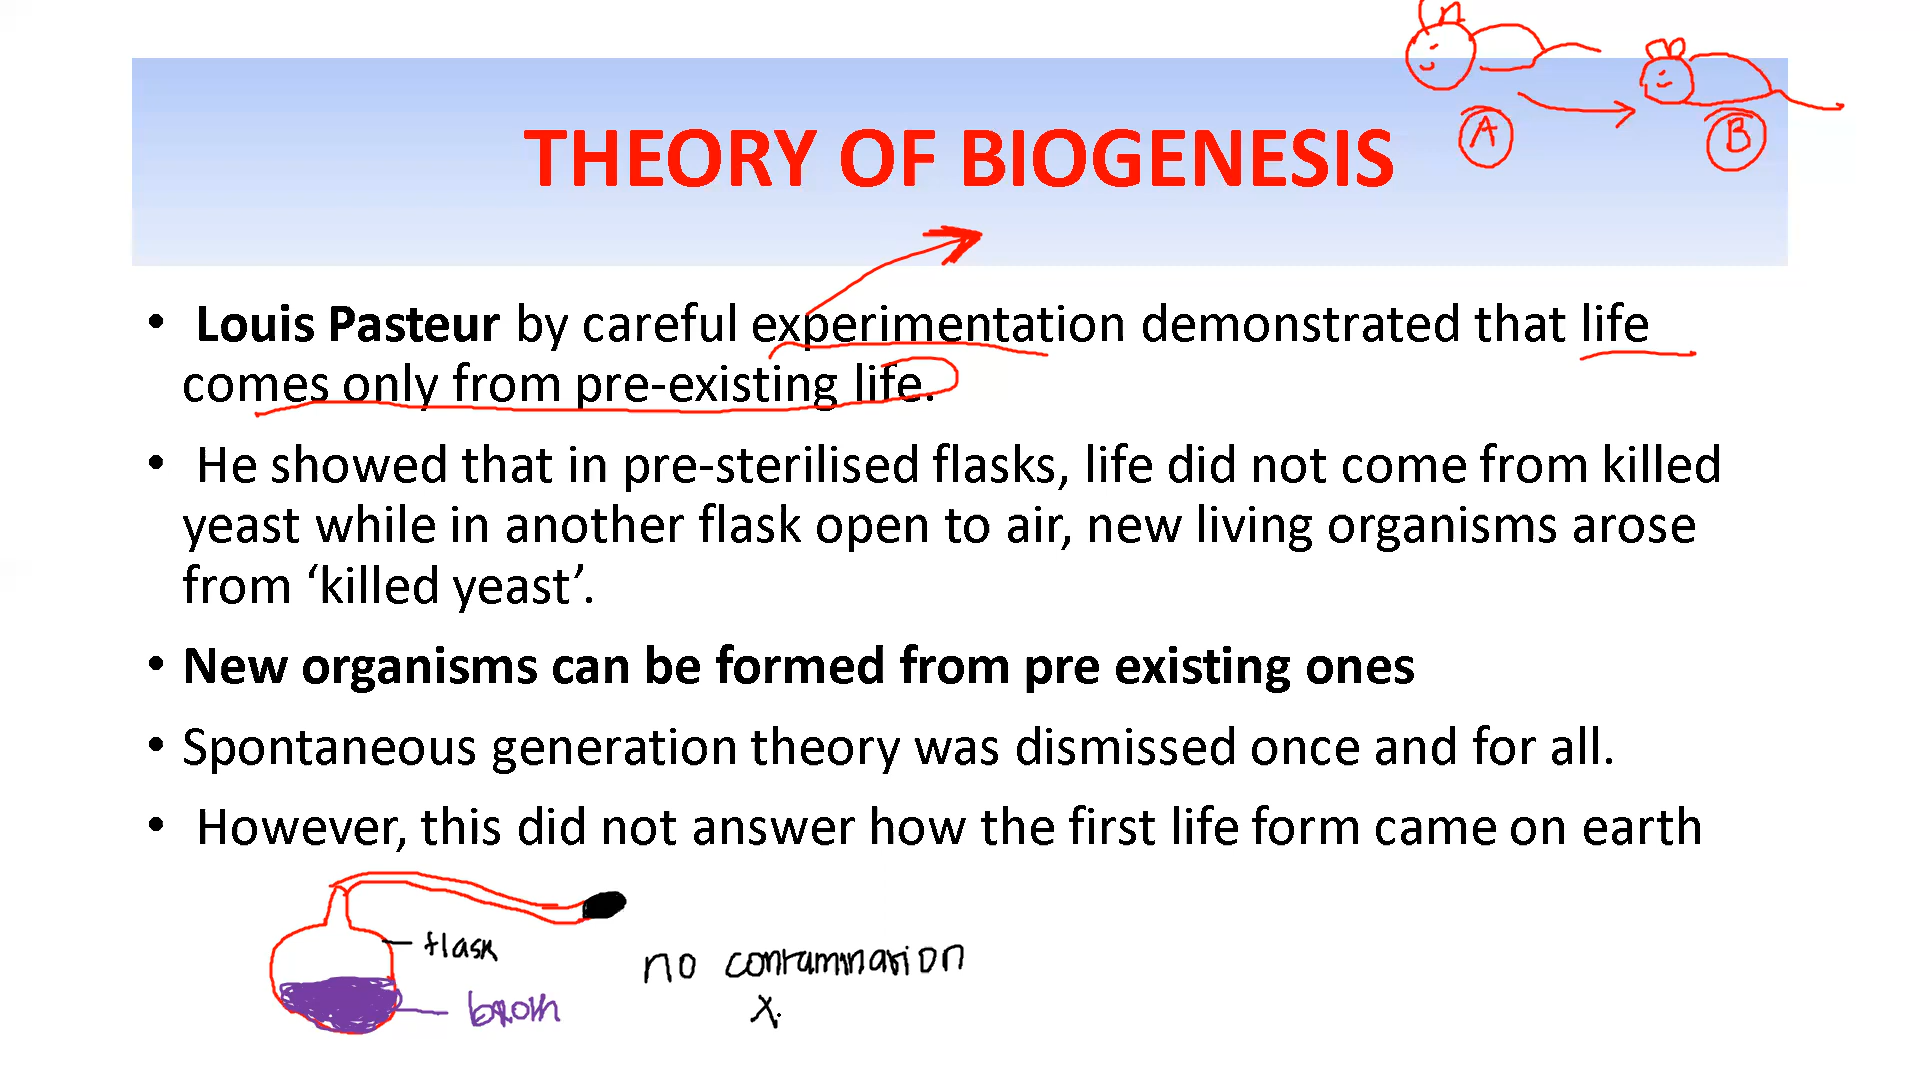 A
B
THEORY OF BIOGENESIS
• Louis Pasteur by careful experimentation demonstrated that life
comes only from pre-existing life.
• He showed that in pre-sterilised flasks, life did not come from killed
yeast while in another flask open to air, new living organisms arose
from ‘killed yeast’.
• New organisms can be formed from pre existing ones
• Spontaneous generation theory was dismissed once and for all.
• However, this did not answer how the first life form came on earth
flask
no contamination
broth
x.